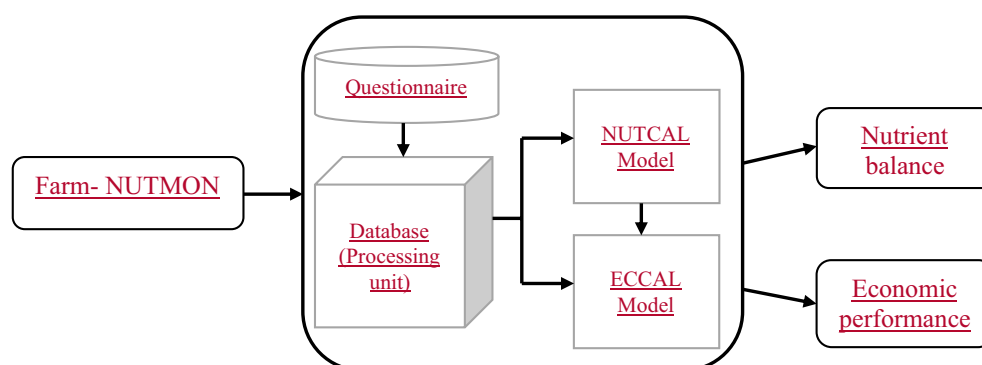 Questionnaire
Farm- NUTMON
Database
(Processing
unit)
NUTCAL
Model
ECCAL
Model
Nutrient
balance
Economic
performance